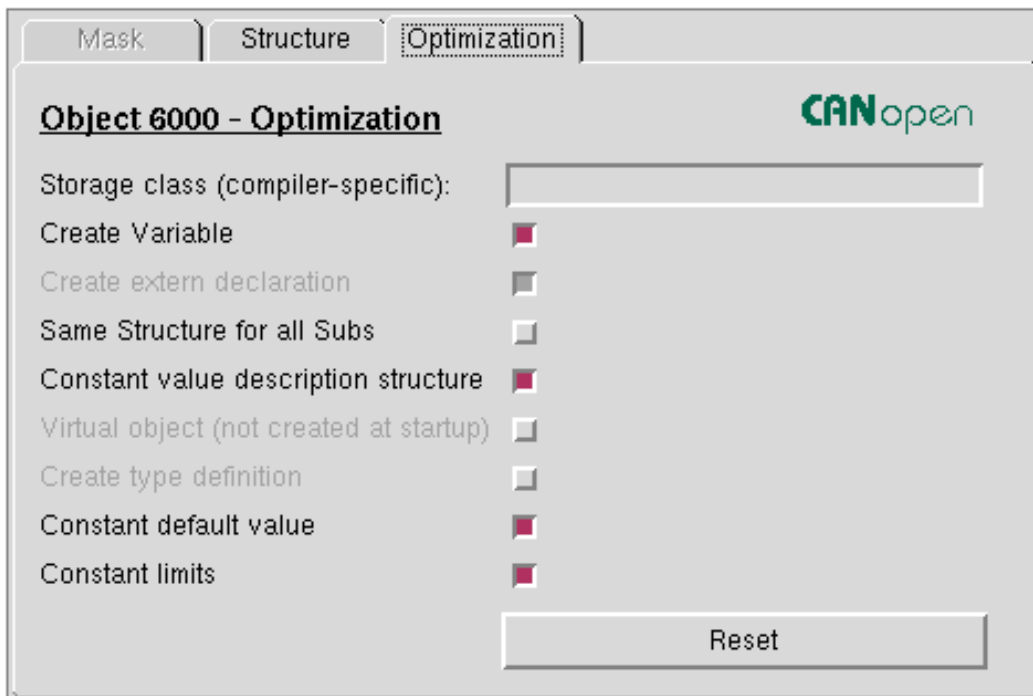 Mask Structure Optimization
Object 6000 - Optimization
CANopen
Storage class (compiler-specific):
Create Variable
Create extern declaration
Same Structure for all Subs
Constant value description structure
Virtual object (not created at startup)
Create type definition
Constant default value
Constant limits
Reset